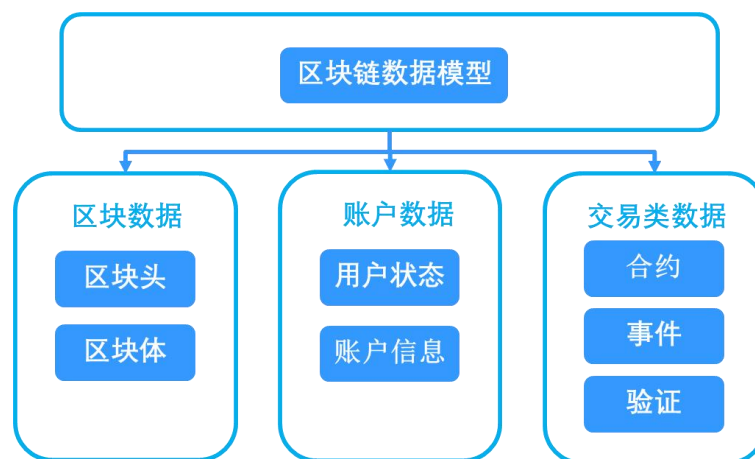 区块链数据模型
区块数据
区块头
区块体
账户数据
用户状态
账户信息
交易类数据
合约
事件
验证